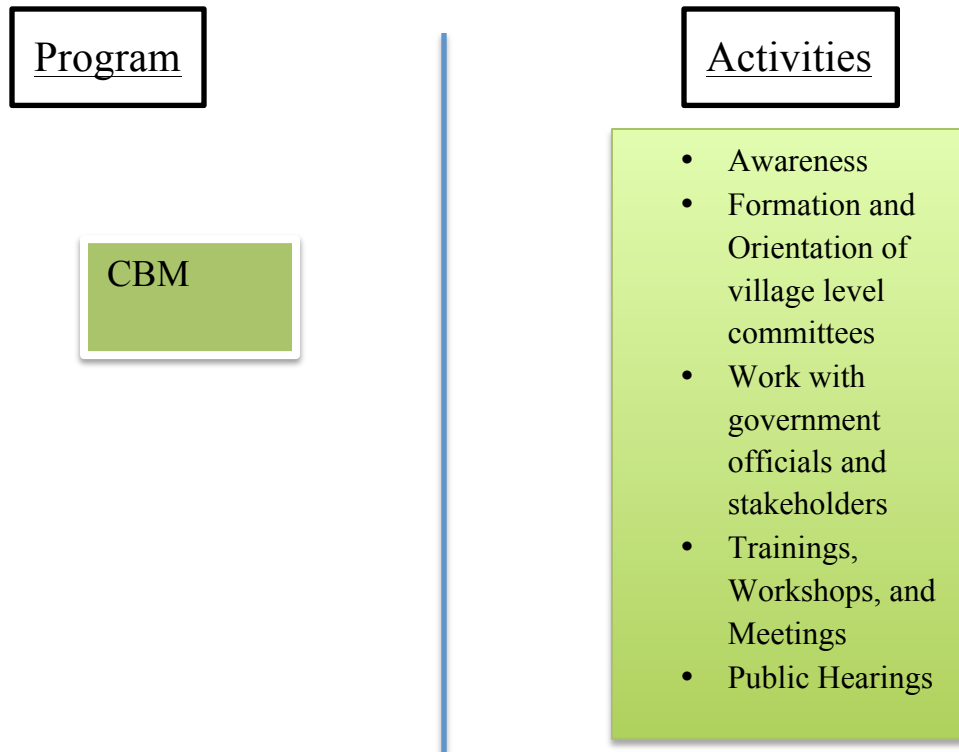 Program
CBM
Activities
• Awareness
• Formation and
Orientation of
village level
committees
• Work with
government
officials and
stakeholders
• Trainings,
Workshops, and
Meetings
• Public Hearings